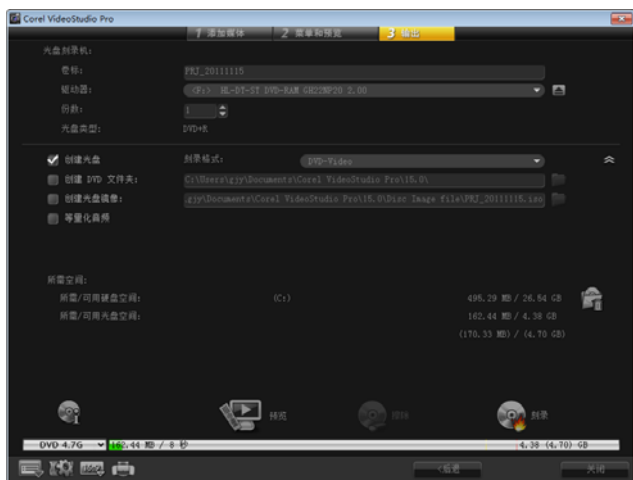 Corel VideoStudio Pro
1 添加媒体 2 菜单和预览 3 输出
光盘刻录机:
卷标: PRJ_20111115
驱动器: (F:) HL-DT-ST DVD-RAM GH22NP20 2.00
份数: 1
光盘类型: DVD+R
创建光盘 刻录格式: DVD-Video
创建 DVD 文件夹: C:\Users\gjy\Documents\Corel VideoStudio Pro\15.0\
创建光盘镜像: .gjy\Documents\Corel VideoStudio Pro\15.0\Disc Image file\PRJ_20111115.iso
等量化音频
所需空间:
所需/可用硬盘空间: (C:) 495.29 MB / 26.54 GB
所需/可用光盘空间: 162.44 MB / 4.38 GB
(170.33 MB) / (4.70 GB)
预览 擦除 刻录
DVD 4.7G 162.44 MB / 8 秒 4.38 (4.70) GB
<后退 关闭